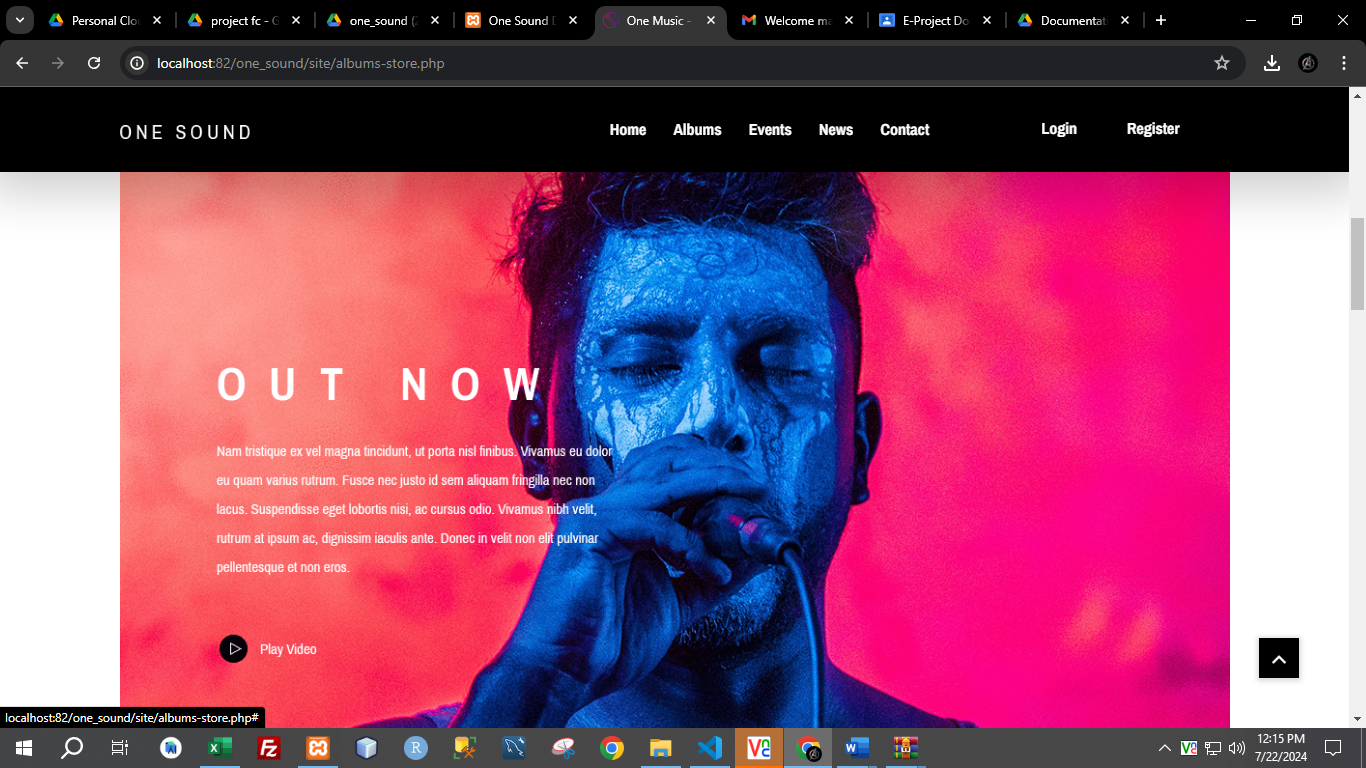 Personal Clo
project fc - G
one_sound (2
One Sound D
One Music -
Welcome ma
E-Project Do
Documentati
localhost:82/one_sound/site/albums-store.php
ONE SOUND
Home
Albums
Events
News
Contact
Login
Register
OUT NOW
Nam tristique ex vel magna tincidunt, ut porta nisl finibus. Vivamus eu dolor
eu quam varius rutrum. Fusce nec justo id sem aliquam fringilla nec non
lacus. Suspendisse eget lobortis nisi, ac cursus odio. Vivamus nibh velit,
rutrum at ipsum ac, dignissim iaculis ante. Donec in velit non elit pulvinar
pellentesque et non eros.
Play Video
localhost:82/one_sound/site/albums-store.php#
12:15 PM
7/22/2024